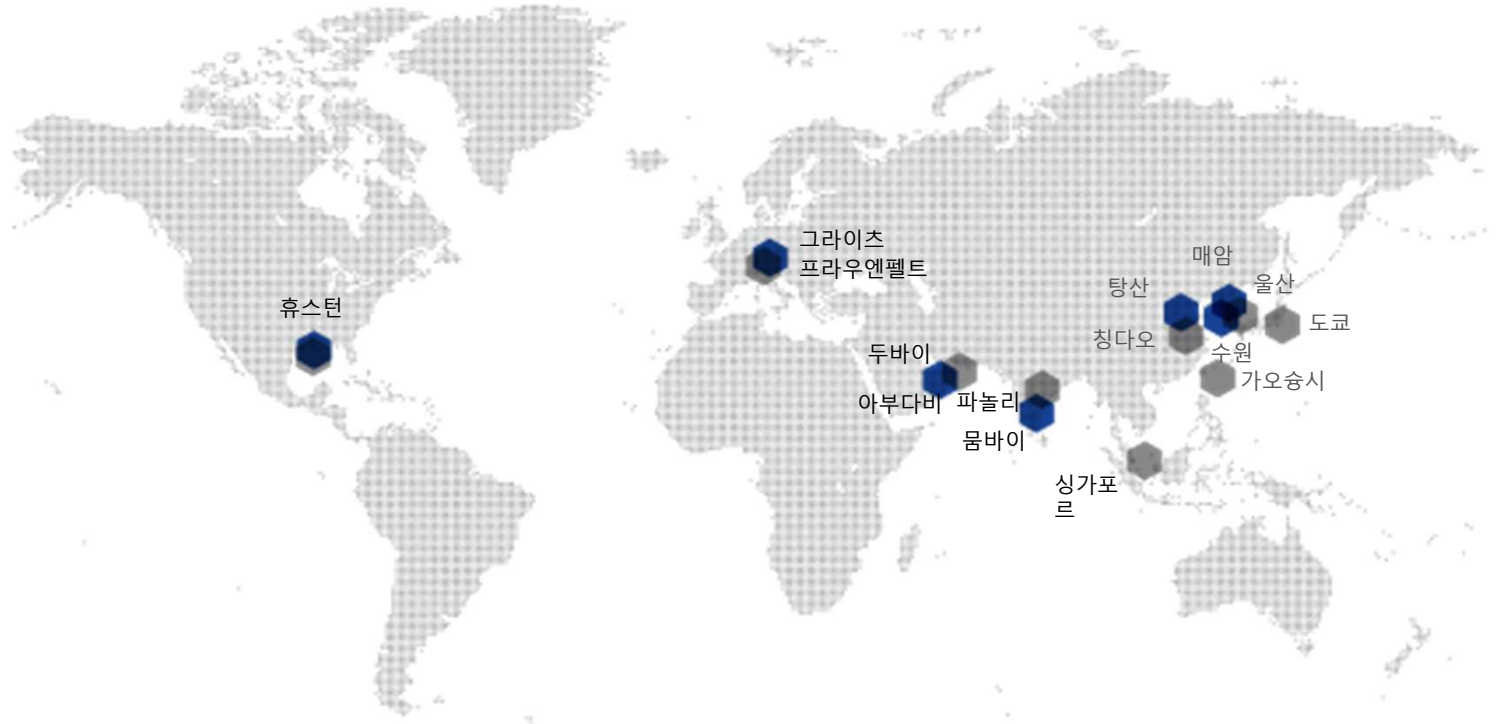 그라이츠
프라우엔펠트
매암
탕산
울산
휴스턴
도쿄
칭다오
수원
두바이
가오슝시
아부다비
파놀리
뭄바이
싱가포
르